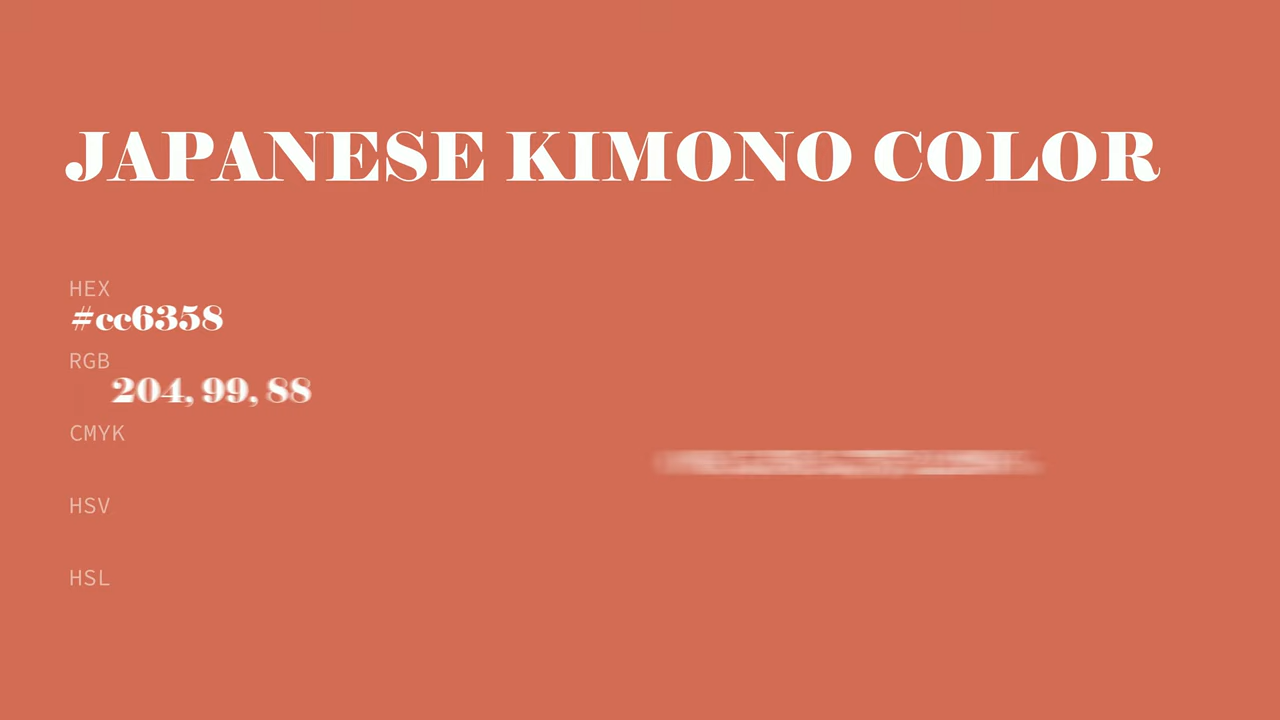 JAPANESE KIMONO COLOR
HEX
#cc6358
RGB
204, 99, 88
CMYK
HSV
HSL